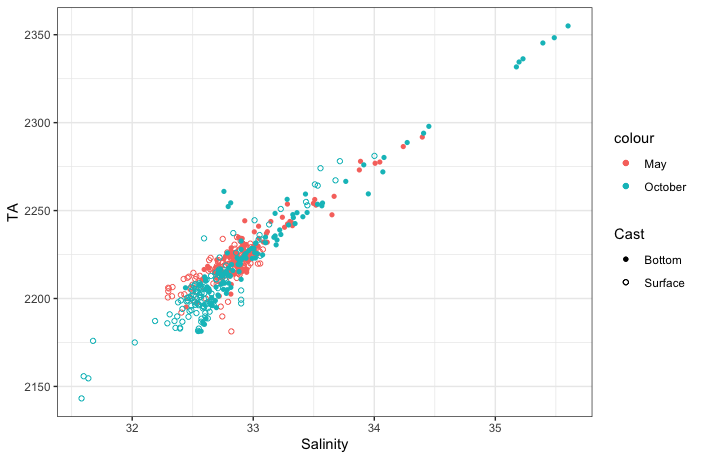 2350
2300
2250
2200
2150
TA
32
33
34
35
Salinity
colour
May
October
Cast
Bottom
Surface